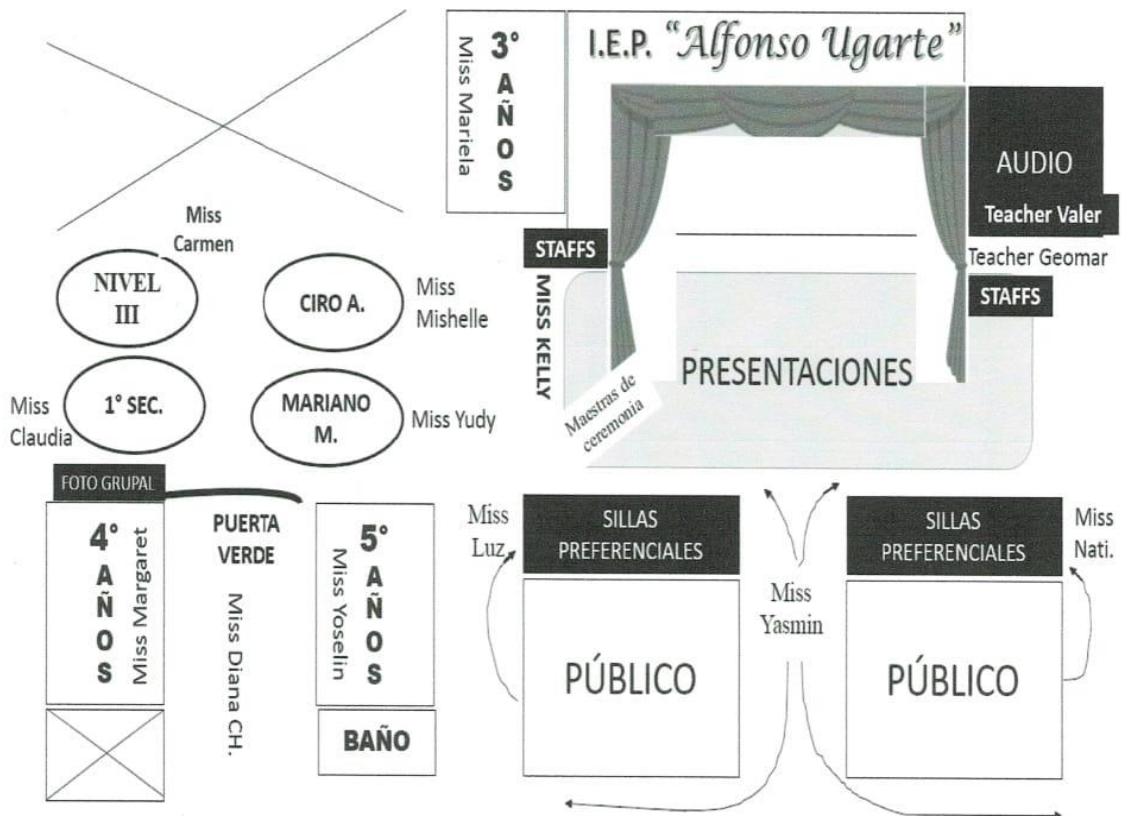 I.E.P. "Alfonso Ugarte"
3° AÑOS
Miss Mariela
AUDIO
Teacher Valer
Teacher Geomar
STAFFS
STAFFS
MISS KELLY
PRESENTACIONES
Maestras de
ceremonia
Miss
Carmen
NIVEL
III
CIRO A.
Miss
Mishelle
Miss
Claudia
1° SEC.
MARIANO
M.
Miss Yudy
FOTO GRUPAL
4° AÑOS
Miss Margaret
PUERTA
VERDE
Miss Diana CH.
5° AÑOS
Miss Yoselin
BAÑO
Miss
Luz
SILLAS
PREFERENCIALES
PÚBLICO
Miss
Yasmin
SILLAS
PREFERENCIALES
PÚBLICO
Miss
Nati.